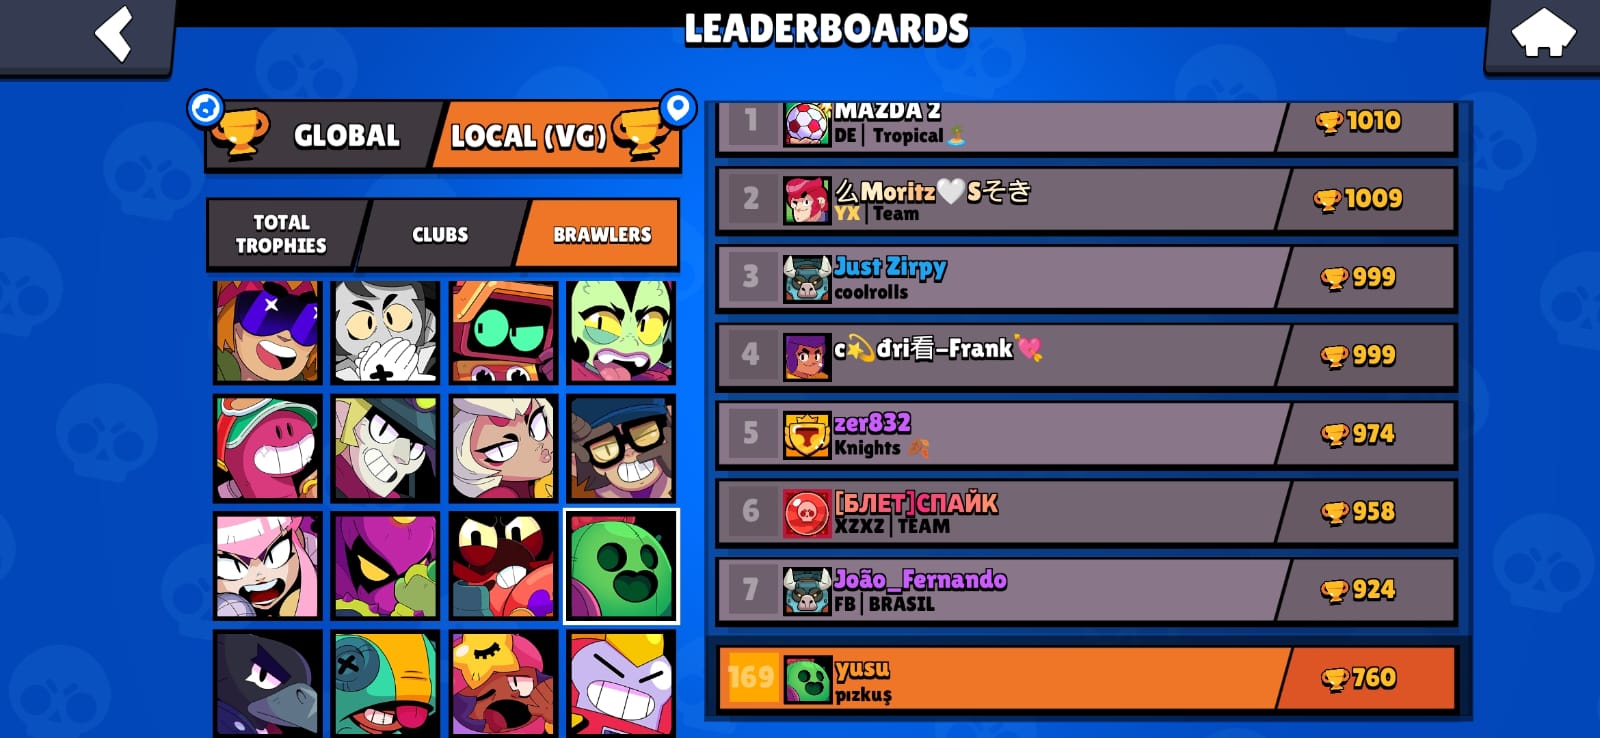 LEADERBOARDS
GLOBAL
LOCAL (VG)
TOTAL
TROPHIES
CLUBS
BRAWLERS
1
MAZDA 2
DE | Tropical🏝️
1010
2
么Moritz🤍Sそき
YX | Team
1009
3
Just Zirpy
coolrolls
999
4
c💫đri看-Frank💘
999
5
zer832
Knights 🍂
974
6
[БЛЕТ]СПАЙК
XZXZ | TEAM
958
7
João_Fernando
FB | BRASIL
924
169
yusu
pızkuş
760